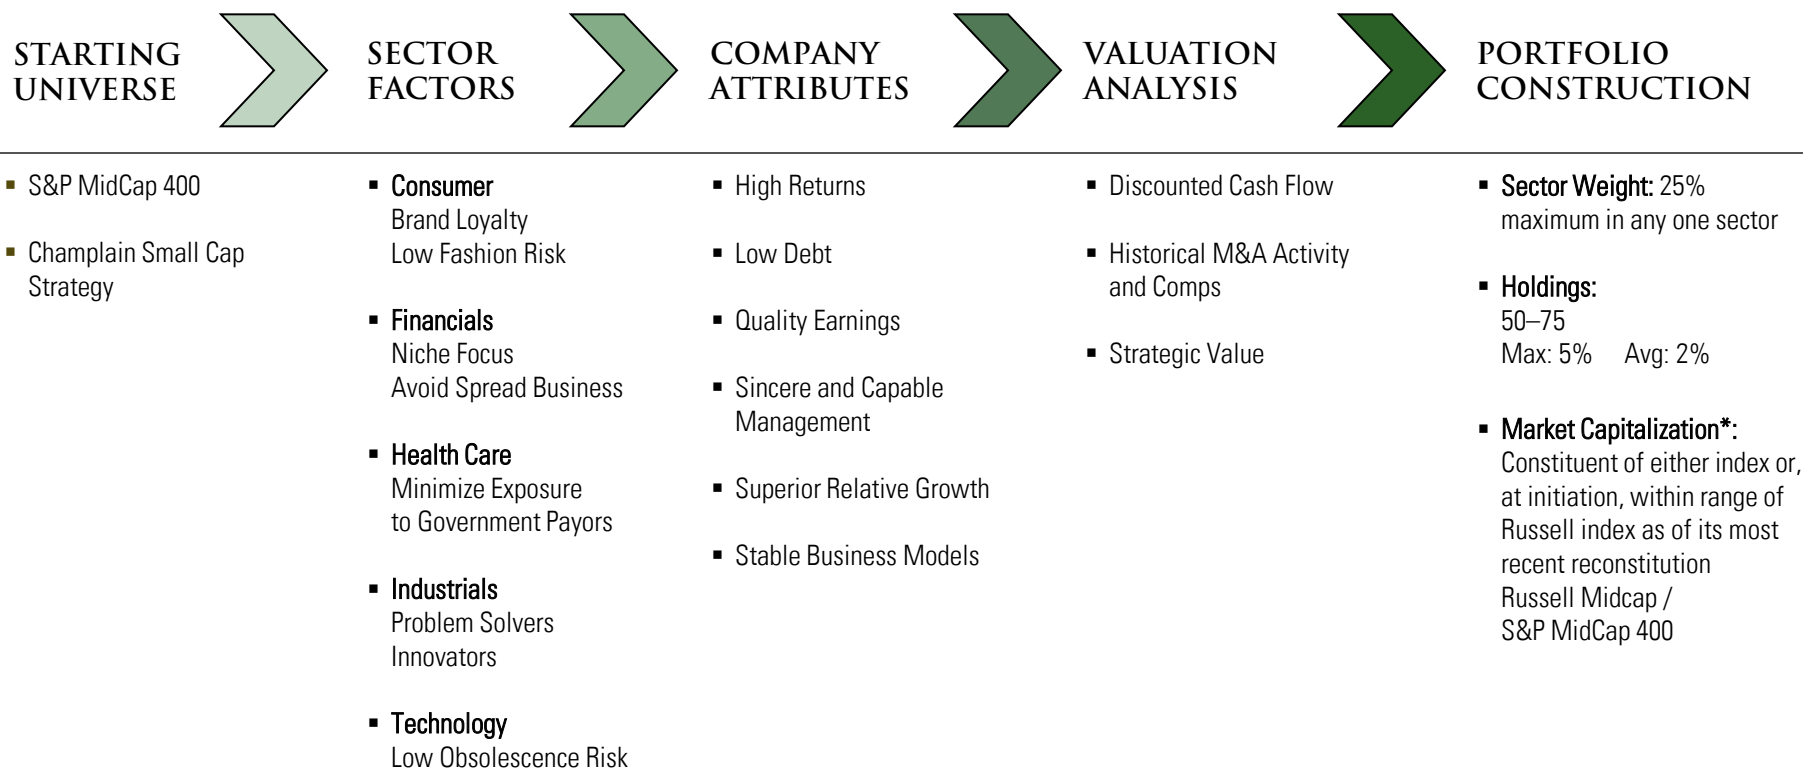 STARTING
UNIVERSE
SECTOR
FACTORS
COMPANY
ATTRIBUTES
VALUATION
ANALYSIS
PORTFOLIO
CONSTRUCTION
▪ S&P MidCap 400
▪ Champlain Small Cap
Strategy
▪ Consumer
Brand Loyalty
Low Fashion Risk
▪ Financials
Niche Focus
Avoid Spread Business
▪ Health Care
Minimize Exposure
to Government Payors
▪ Industrials
Problem Solvers
Innovators
▪ Technology
Low Obsolescence Risk
▪ High Returns
▪ Low Debt
▪ Quality Earnings
▪ Sincere and Capable
Management
▪ Superior Relative Growth
▪ Stable Business Models
▪ Discounted Cash Flow
▪ Historical M&A Activity
and Comps
▪ Strategic Value
▪ Sector Weight: 25%
maximum in any one sector
▪ Holdings:
50–75
Max: 5% Avg: 2%
▪ Market Capitalization*:
Constituent of either index or,
at initiation, within range of
Russell index as of its most
recent reconstitution
Russell Midcap /
S&P MidCap 400